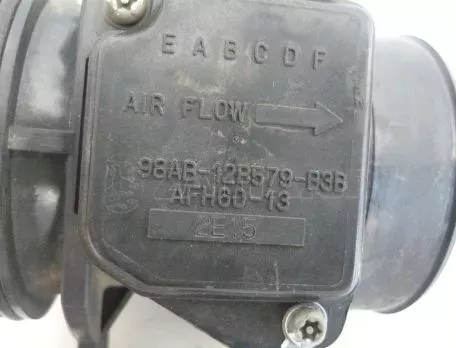 E A B C D F
AIR FLOW
98AB-12B579-B3B
AFH60-13
2E15